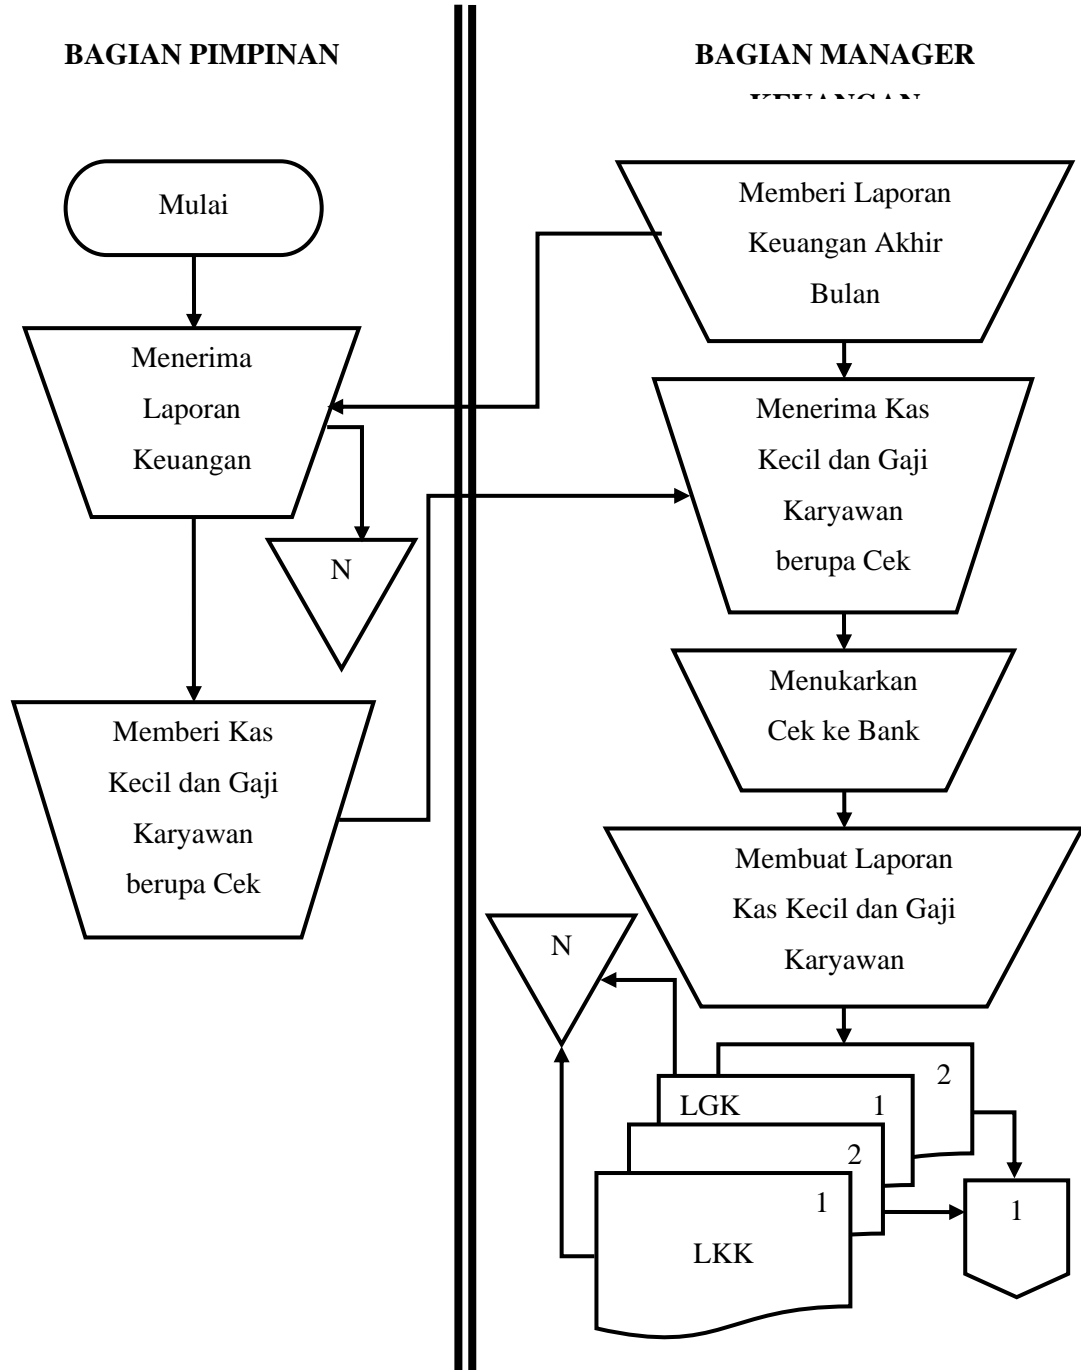 BAGIAN PIMPINAN
Mulai
Menerima
Laporan
Keuangan
N
Memberi Kas
Kecil dan Gaji
Karyawan
berupa Cek
BAGIAN MANAGER
KEUANGAN
Memberi Laporan
Keuangan Akhir
Bulan
Menerima Kas
Kecil dan Gaji
Karyawan
berupa Cek
Menukarkan
Cek ke Bank
Membuat Laporan
Kas Kecil dan Gaji
Karyawan
N
2
LGK 1
2
1
LKK
1